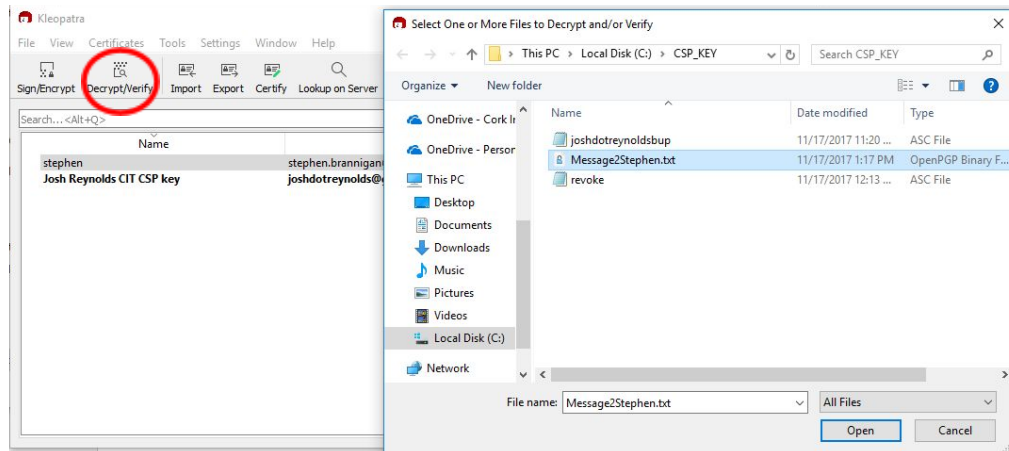 Kleopatra
File View Certificates Tools Settings Window Help
Sign/Encrypt Decrypt/Verify Import Export Certify Lookup on Server
Search...<Alt+Q>
Name
stephen stephen.brannigan
Josh Reynolds CIT CSP key joshdotreynolds@
Select One or More Files to Decrypt and/or Verify
This PC > Local Disk (C:) > CSP_KEY
Search CSP_KEY
Organize New folder
Name Date modified Type
OneDrive - Cork Ir
OneDrive - Person
This PC
Desktop
Documents
Downloads
Music
Pictures
Videos
Local Disk (C:)
Network
joshdotreynoldsbup 11/17/2017 11:20 ... ASC File
Message2Stephen.txt 11/17/2017 1:17 PM OpenPGP Binary F...
revoke 11/17/2017 12:13 ... ASC File
File name: Message2Stephen.txt All Files
Open Cancel